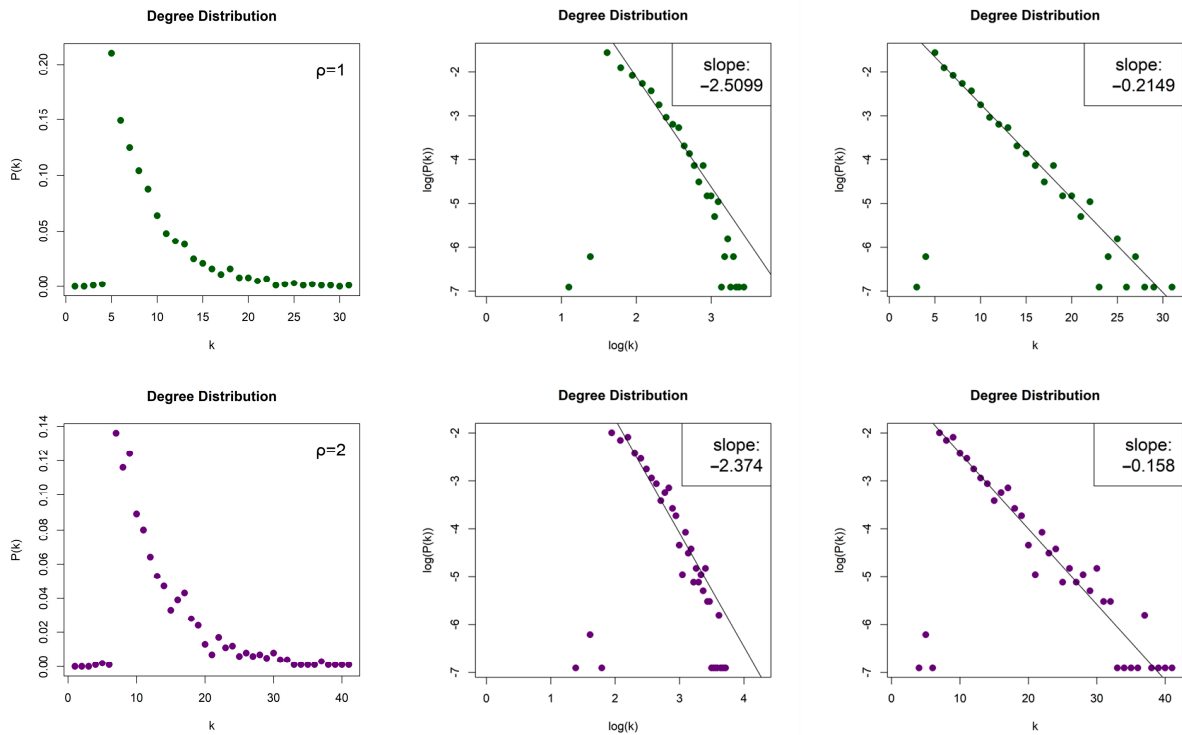 Degree Distribution
ρ=1
P(k)
0.00 0.05 0.10 0.15 0.20
0 5 10 15 20 25 30
k
Degree Distribution
slope:
−2.5099
log(P(k))
-7 -6 -5 -4 -3 -2
0 1 2 3
log(k)
Degree Distribution
slope:
−0.2149
log(P(k))
-7 -6 -5 -4 -3 -2
0 5 10 15 20 25 30
k
Degree Distribution
ρ=2
P(k)
0.00 0.02 0.04 0.06 0.08 0.10 0.12 0.14
0 10 20 30 40
k
Degree Distribution
slope:
−2.374
log(P(k))
-7 -6 -5 -4 -3 -2
0 1 2 3 4
log(k)
Degree Distribution
slope:
−0.158
log(P(k))
-7 -6 -5 -4 -3 -2
0 10 20 30 40
k